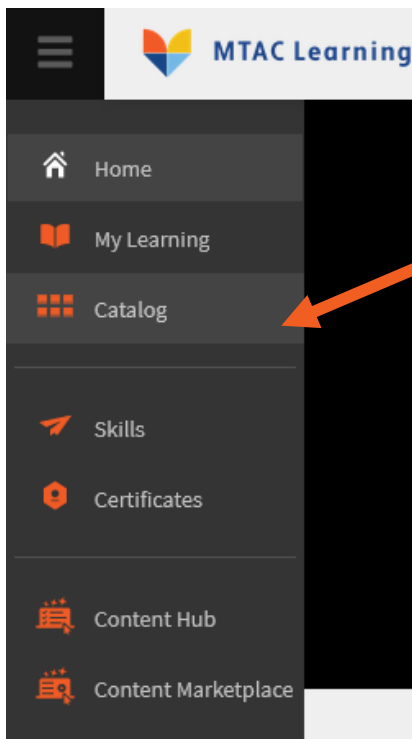 MTAC Learning
Home
My Learning
Catalog
Skills
Certificates
Content Hub
Content Marketplace